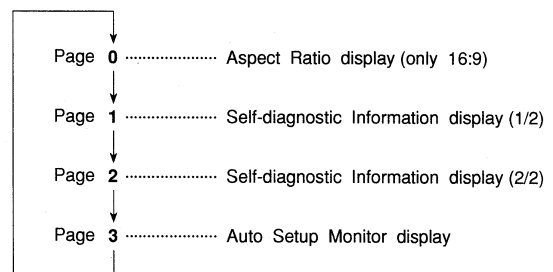 Page 0 ···················· Aspect Ratio display (only 16:9)
Page 1 ···················· Self-diagnostic Information display (1/2)
Page 2 ···················· Self-diagnostic Information display (2/2)
Page 3 ···················· Auto Setup Monitor display